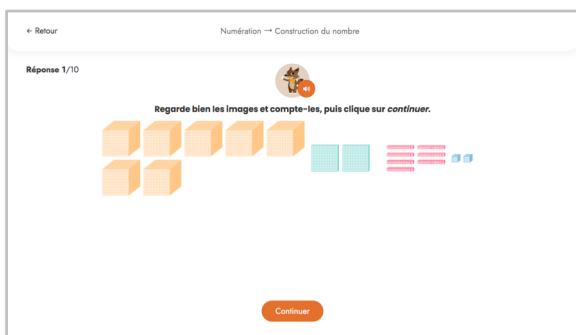 ← Retour
Numération → Construction du nombre
Réponse 1/10
Regarde bien les images et compte-les, puis clique sur continuer.
Continuer